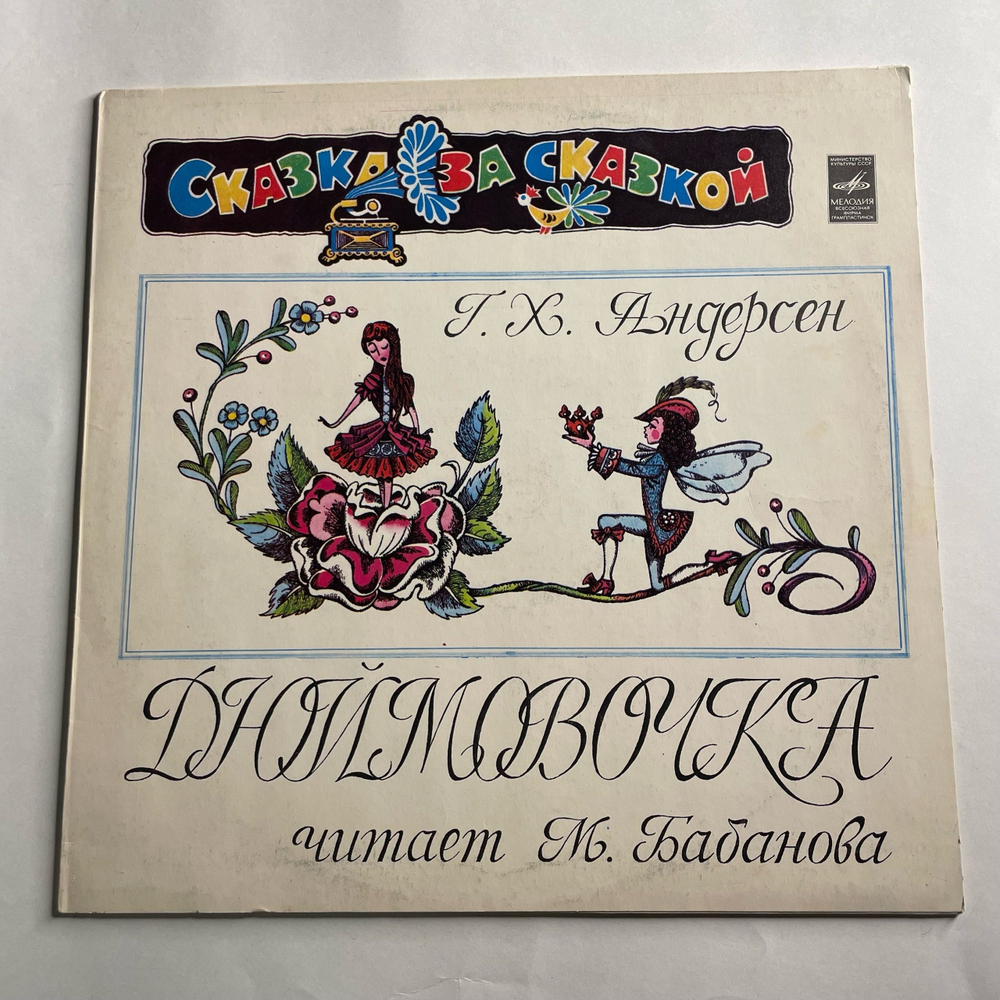 Сказка за сказкой
МИНИСТЕРСТВО
КУЛЬТУРЫ СССР
МЕЛОДИЯ
ВСЕСОЮЗНАЯ
ФИРМА
ГРАМПЛАСТИНОК
Г. Х. Андерсен
ДЮЙМОВОЧКА
читает М. Бабанова